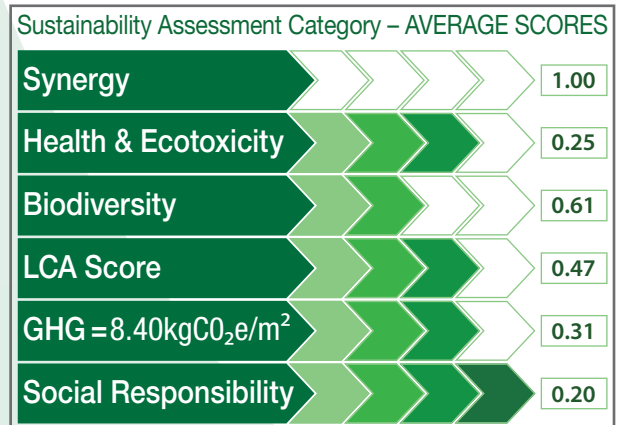 Sustainability Assessment Category – AVERAGE SCORES
Synergy 1.00
Health & Ecotoxicity 0.25
Biodiversity 0.61
LCA Score 0.47
GHG = 8.40kgC0₂e/m² 0.31
Social Responsibility 0.20